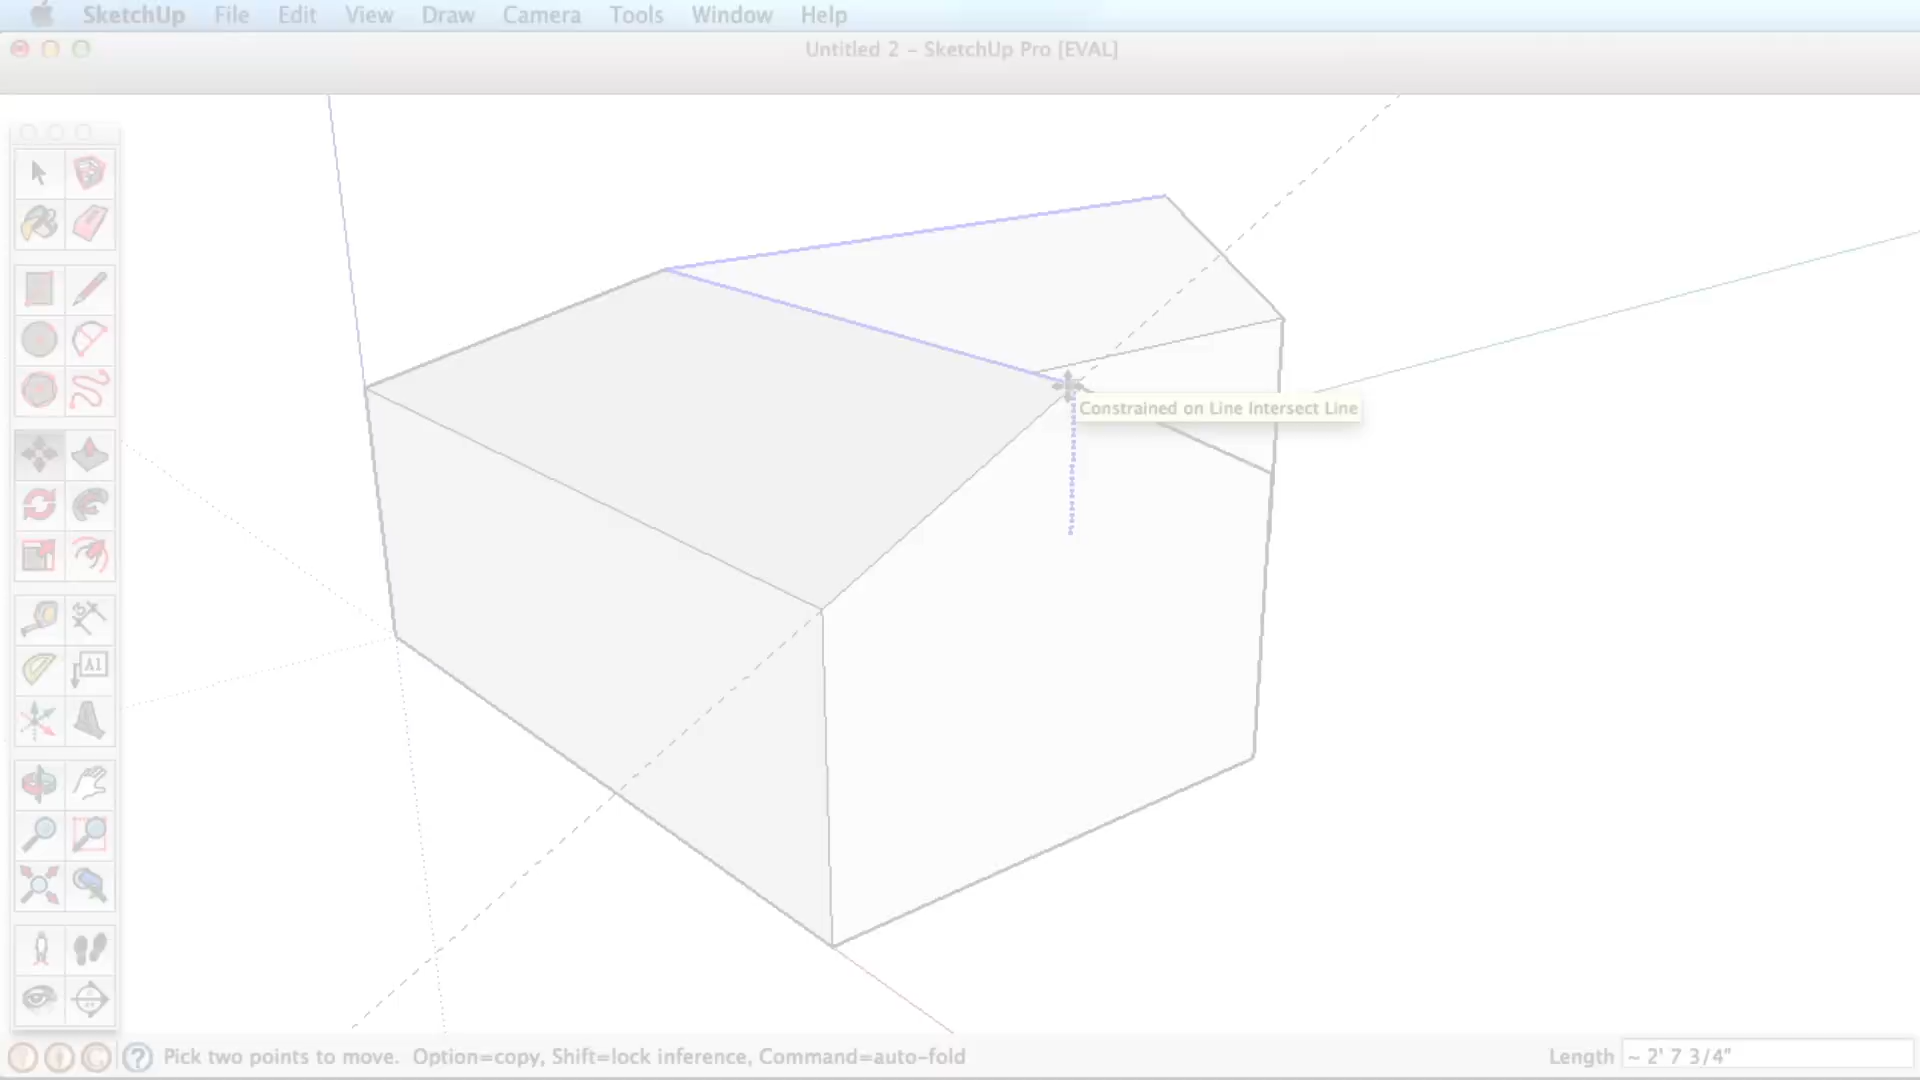 SketchUp File Edit View Draw Camera Tools Window Help
Untitled 2 – SketchUp Pro [EVAL]
Constrained on Line Intersect Line
A1
Pick two points to move. Option=copy, Shift=lock inference, Command=auto-fold
Length ~ 2' 7 3/4"